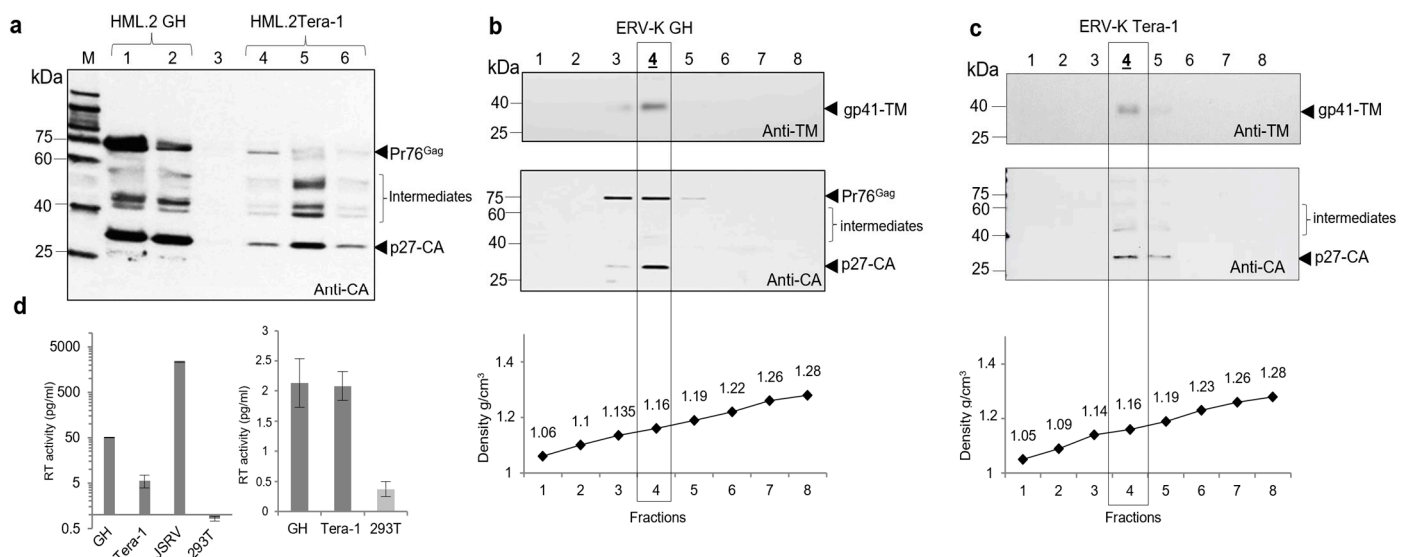 a
HML.2 GH
HML.2Tera-1
M 1 2 3 4 5 6
kDa
75
60
40
25
Pr76Gag
Intermediates
p27-CA
Anti-CA
b
ERV-K GH
1 2 3 4 5 6 7 8
kDa
40
25
gp41-TM
Anti-TM
75
60
40
25
Pr76Gag
intermediates
p27-CA
Anti-CA
Density g/cm3
1.4
1.2
1
1.06 1.1 1.135 1.16 1.19 1.22 1.26 1.28
1 2 3 4 5 6 7 8
Fractions
c
ERV-K Tera-1
1 2 3 4 5 6 7 8
kDa
40
25
gp41-TM
Anti-TM
75
60
40
25
intermediates
p27-CA
Anti-CA
Density g/cm3
1.4
1.2
1
1.05 1.09 1.14 1.16 1.19 1.23 1.26 1.28
1 2 3 4 5 6 7 8
Fractions
d
RT activity (pg/ml)
5000
500
50
5
0.5
GH Tera-1 JSRV 293T
RT activity (pg/ml)
3
2.5
2
1.5
1
0.5
0
GH Tera-1 293T